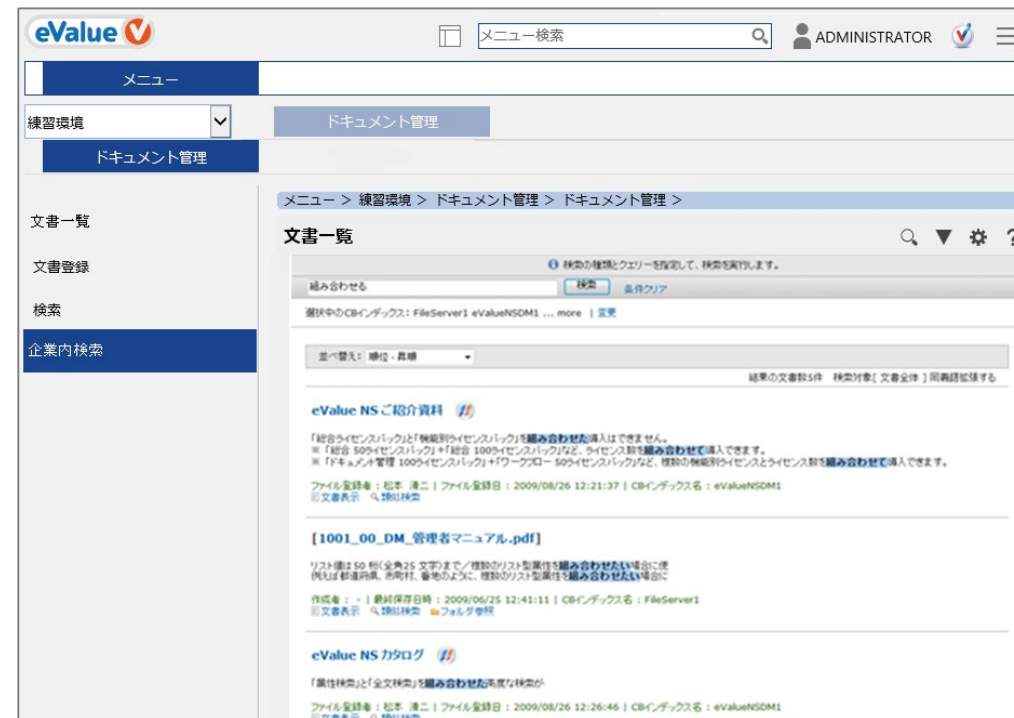 eValue V
メニュー検索
ADMINISTRATOR
メニュー
練習環境
ドキュメント管理
ドキュメント管理
文書一覧
文書登録
検索
企業内検索
メニュー > 練習環境 > ドキュメント管理 > ドキュメント管理 >
文書一覧
?
検索の種類とクエリーを指定して、検索を実行します。
組み合わせる
検索
条件クリア
選択中のCBインデックス: FileServer1 eValueNSDM1 ... more | 変更
並べ替え: 順位 - 昇順
結果の文書数5件 検索対象[ 文書全体 ] 同義語拡張する
eValue NS ご紹介資料
「総合ライセンスパック」と「機能別ライセンスパック」を組み合わせた導入はできません。
※「総合 50ライセンスパック」+「総合 100ライセンスパック」など、ライセンス数を組み合わせて導入できます。
※「ドキュメント管理 100ライセンスパック」+「ワークフロー 50ライセンスパック」など、複数の機能別ライセンスとライセンス数を組み合わせて導入できます。
ファイル登録者 : 松本 清二 | ファイル登録日 : 2009/08/26 12:21:37 | CBインデックス名 : eValueNSDM1
文書表示 類似検索
[1001_00_DM_管理者マニュアル.pdf]
リスト値は 50 桁(全角25 文字)まで/複数のリスト型属性を組み合わせたい場合に便
例えば都道府県、市町村、番地のように、複数のリスト型属性を組み合わせたい場合に
作成者 : - | 最終保存日時 : 2009/06/25 12:41:11 | CBインデックス名 : FileServer1
文書表示 類似検索 フォルダ参照
eValue NS カタログ
「属性検索」と「全文検索」を組み合わせた高度な検索が
ファイル登録者 : 松本 清二 | ファイル登録日 : 2009/08/26 12:26:46 | CBインデックス名 : eValueNSDM1
文書表示 類似検索